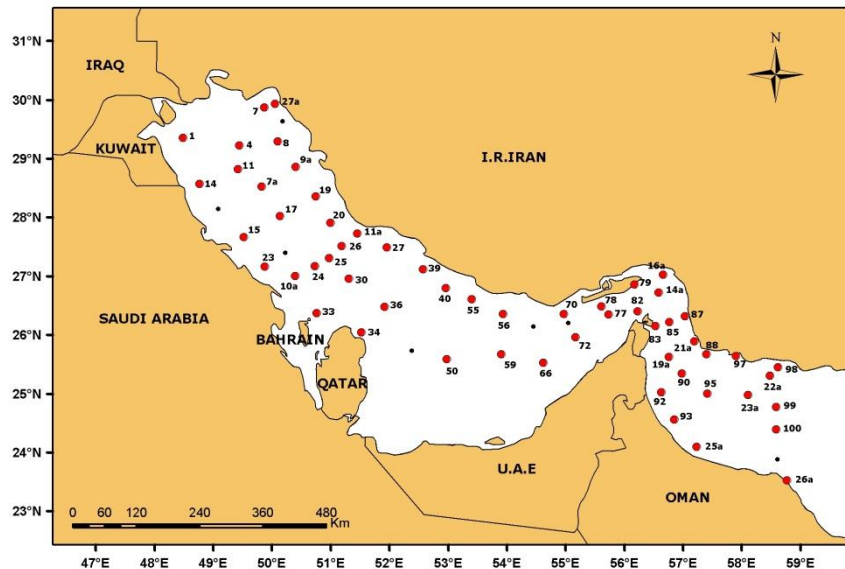 N
31°N
30°N
29°N
28°N
27°N
26°N
25°N
24°N
23°N
IRAQ
KUWAIT
I.R.IRAN
SAUDI ARABIA
BAHRAIN
QATAR
U.A.E
OMAN
7
27a
1
4
8
9a
11
14
7a
19
17
20
15
11a
26
27
23
25
24
10a
30
39
16a
33
36
40
55
70
78
79
14a
82
34
56
77
87
83
85
72
21a
88
50
59
66
19a
97
98
90
22a
92
95
23a
99
93
100
25a
26a
0 60 120 240 360 480
Km
47°E 48°E 49°E 50°E 51°E 52°E 53°E 54°E 55°E 56°E 57°E 58°E 59°E